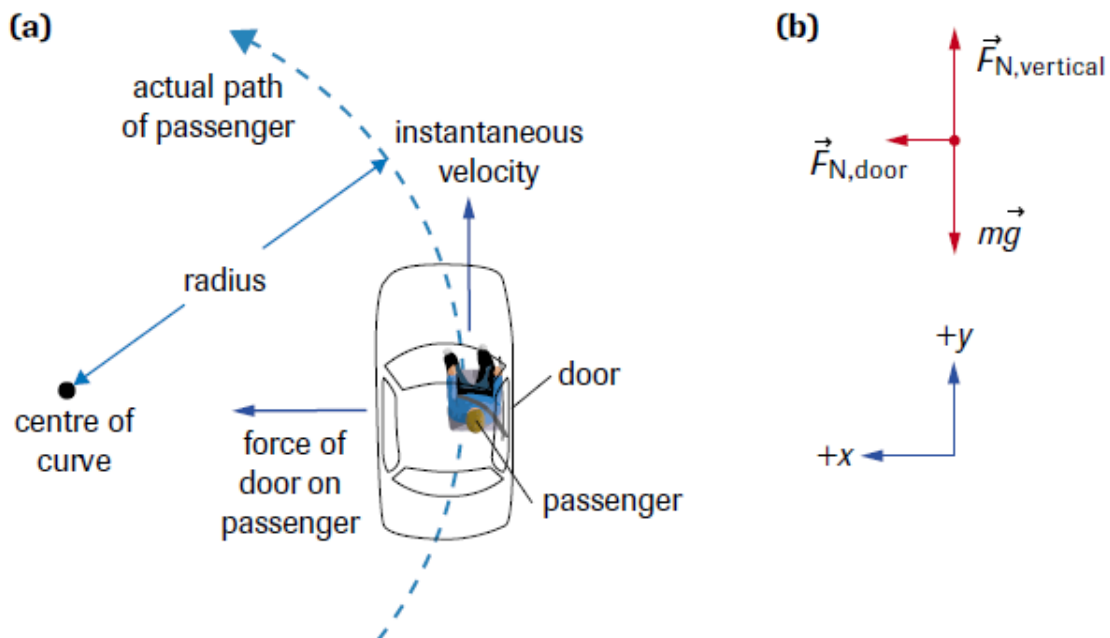 (a)
actual path
of passenger
instantaneous
velocity
radius
centre of
curve
force of
door on
passenger
door
passenger
(b)
F⃗N,vertical
F⃗N,door
mg⃗
+y
+x